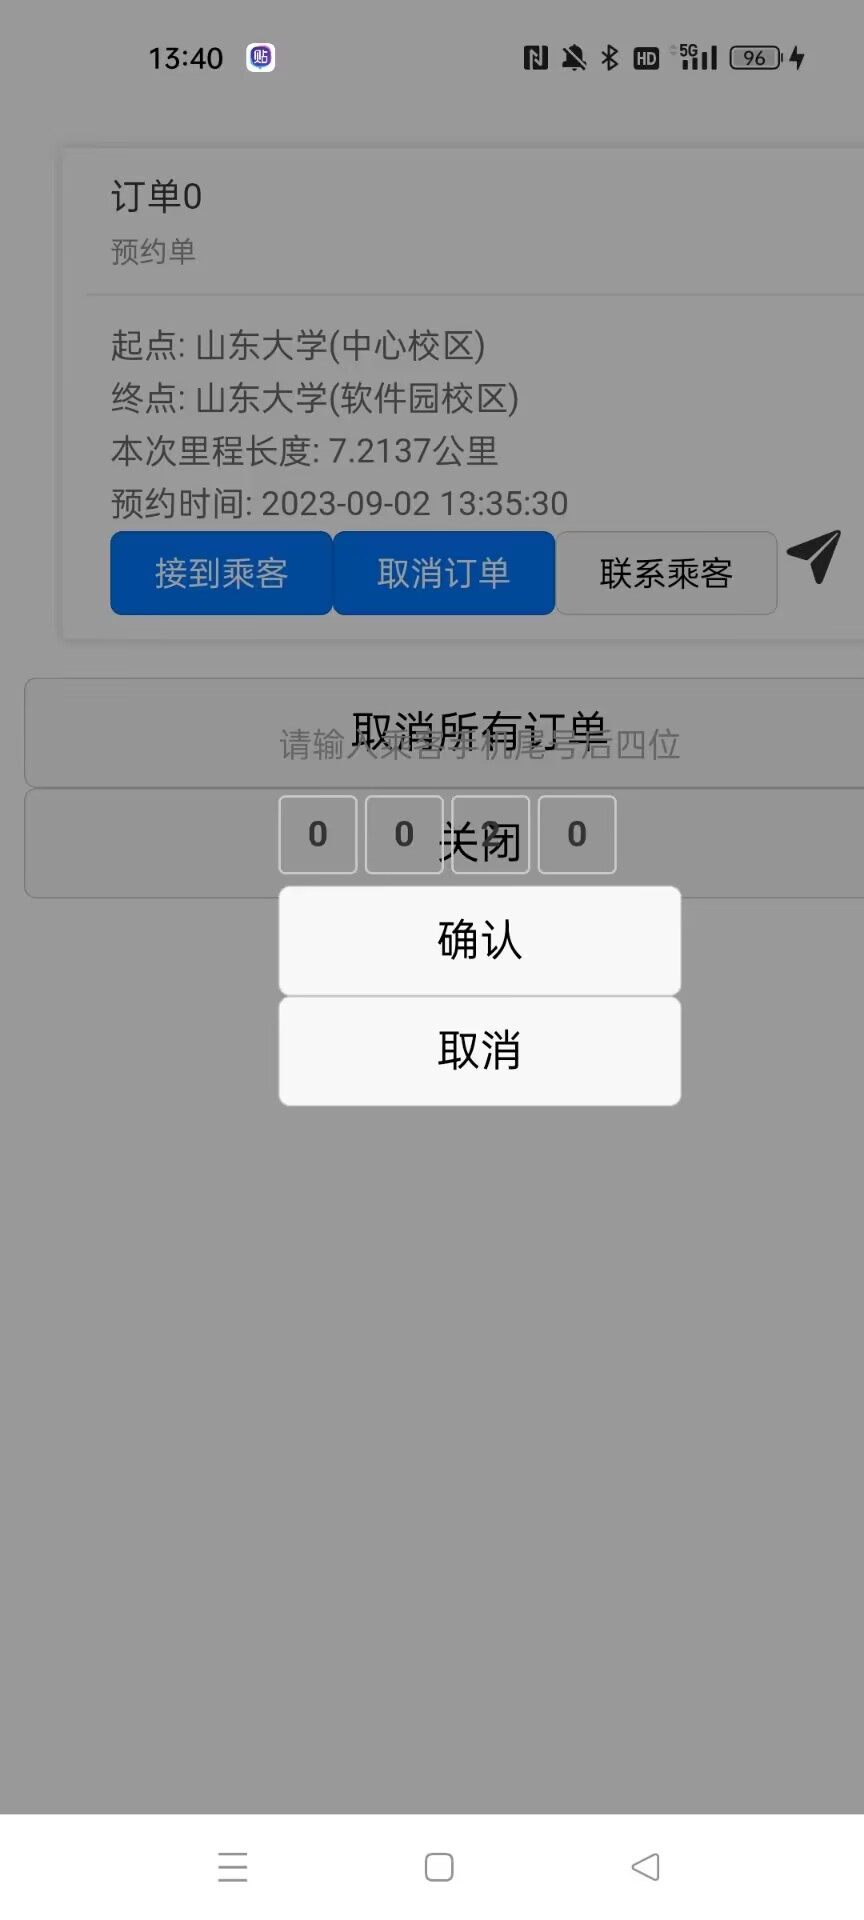 13:40 贴 HD 5G 96
订单0
预约单
起点: 山东大学(中心校区)
终点: 山东大学(软件园校区)
本次里程长度: 7.2137公里
预约时间: 2023-09-02 13:35:30
接到乘客 取消订单 联系乘客
取消所有订单
请输入乘客手机尾号后四位
0 0 2 0
关闭
确认
取消